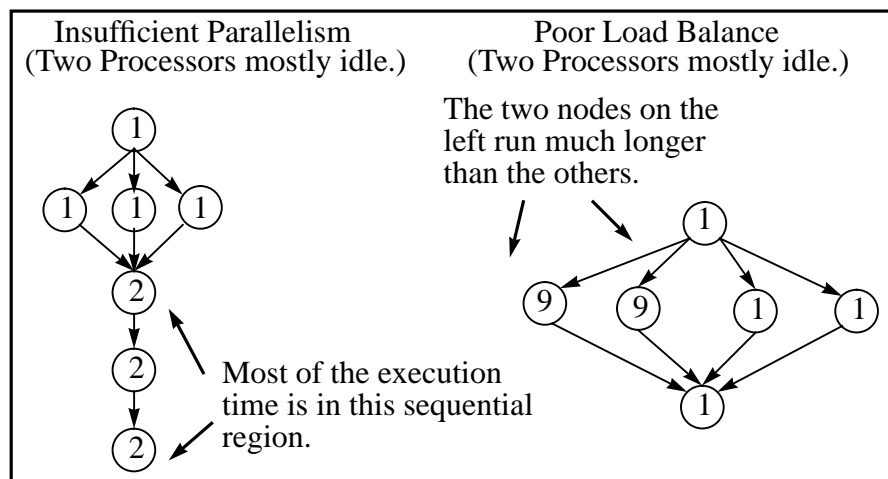 Insufficient Parallelism
(Two Processors mostly idle.)
1
1 1 1
2
2
2
Most of the execution
time is in this sequential
region.
Poor Load Balance
(Two Processors mostly idle.)
The two nodes on the
left run much longer
than the others.
1
9 9 1 1
1